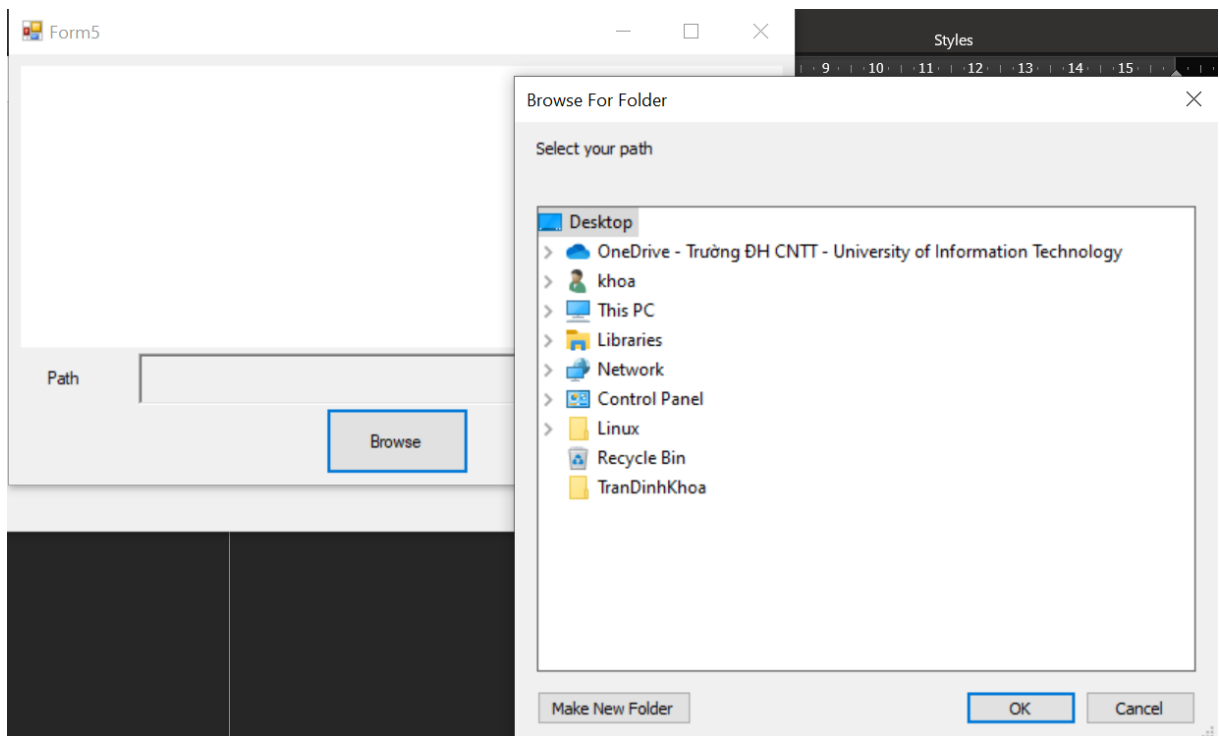 Form5
Styles
9 10 11 12 13 14 15
Browse For Folder
Select your path
Desktop
OneDrive - Trường ĐH CNTT - University of Information Technology
khoa
This PC
Libraries
Network
Control Panel
Linux
Recycle Bin
TranDinhKhoa
Path
Browse
Make New Folder
OK
Cancel